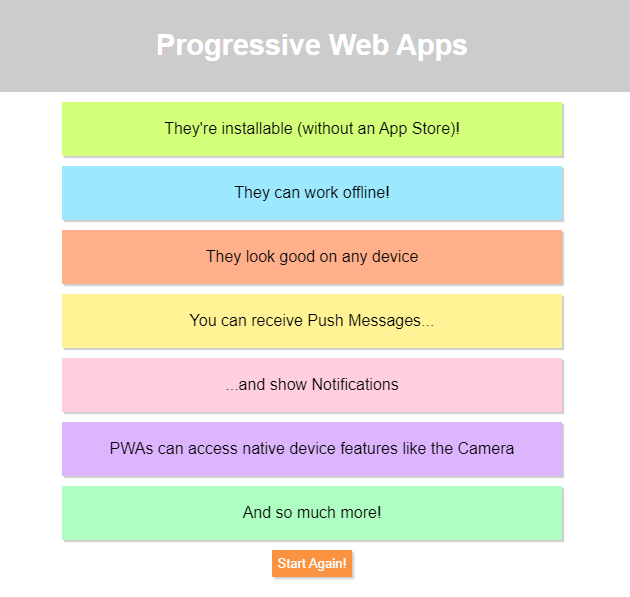 Progressive Web Apps
They're installable (without an App Store)!
They can work offline!
They look good on any device
You can receive Push Messages...
...and show Notifications
PWAs can access native device features like the Camera
And so much more!
Start Again!